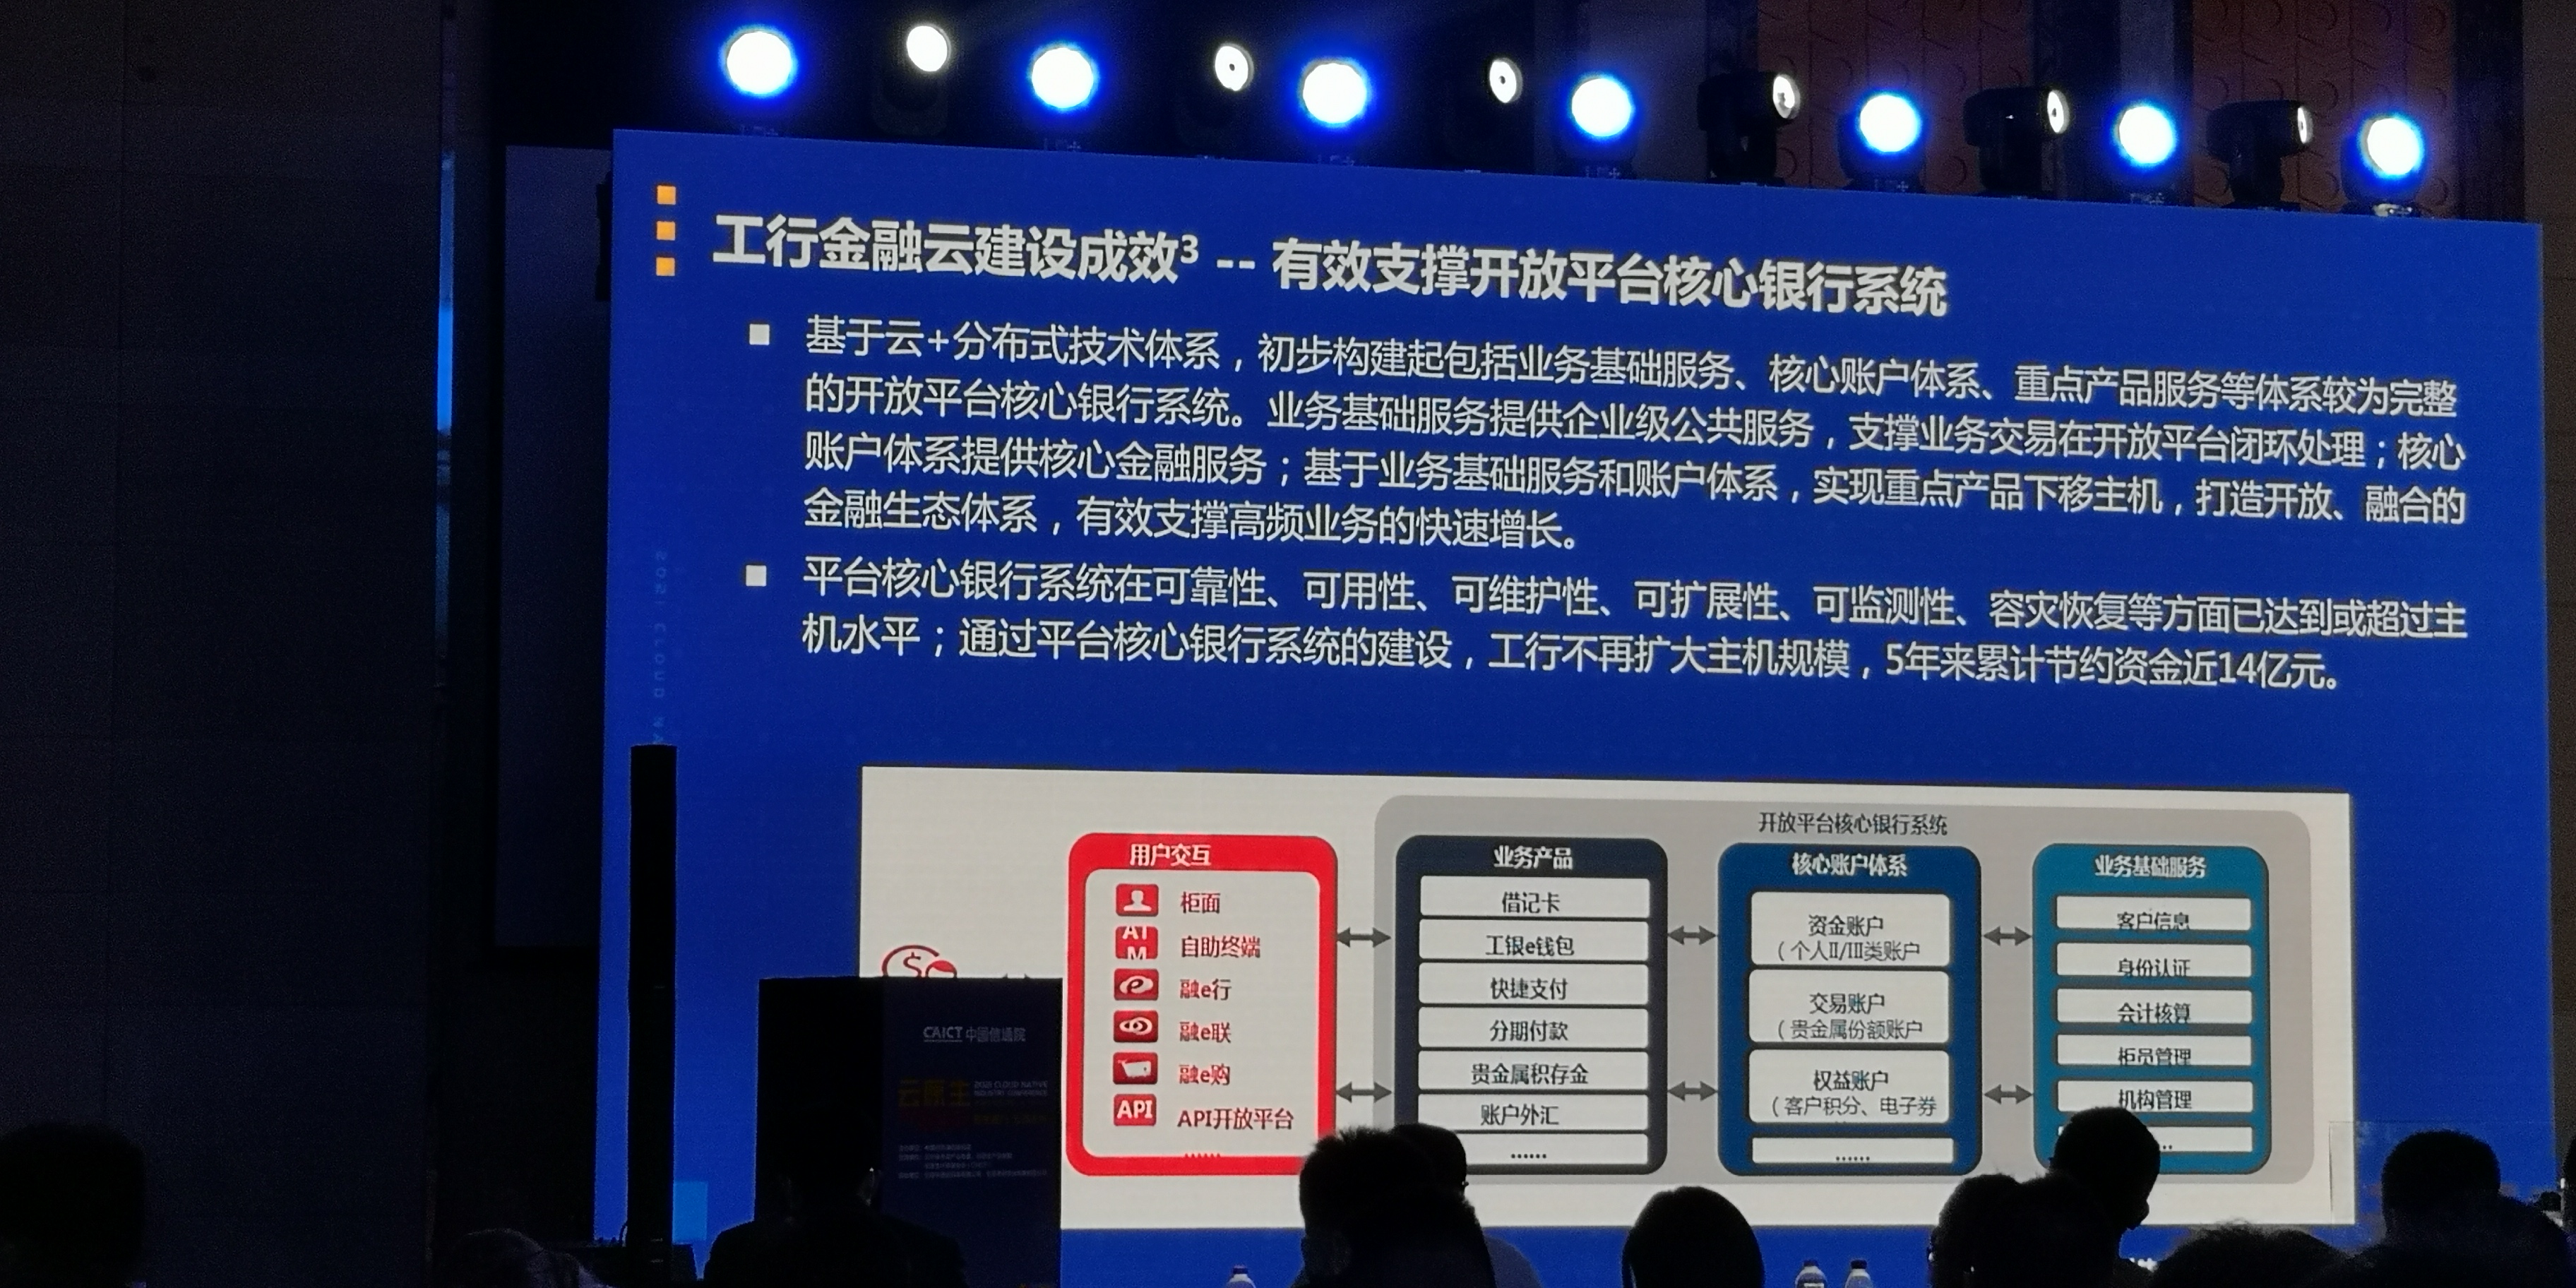 工行金融云建设成效³ -- 有效支撑开放平台核心银行系统
■ 基于云+分布式技术体系，初步构建起包括业务基础服务、核心账户体系、重点产品服务等体系较为完整
的开放平台核心银行系统。业务基础服务提供企业级公共服务，支撑业务交易在开放平台闭环处理；核心
账户体系提供核心金融服务；基于业务基础服务和账户体系，实现重点产品下移主机，打造开放、融合的
金融生态体系，有效支撑高频业务的快速增长。
■ 平台核心银行系统在可靠性、可用性、可维护性、可扩展性、可监测性、容灾恢复等方面已达到或超过主
机水平；通过平台核心银行系统的建设，工行不再扩大主机规模，5年来累计节约资金近14亿元。
开放平台核心银行系统
用户交互
柜面
ATM
自助终端
融e行
融e联
融e购
API
API开放平台
......
业务产品
借记卡
工银e钱包
快捷支付
分期付款
贵金属积存金
账户外汇
......
核心账户体系
资金账户
（个人II/III类账户
交易账户
（贵金属份额账户
权益账户
（客户积分、电子券
......
业务基础服务
客户信息
身份认证
会计核算
柜员管理
机构管理
CAICT 中国信通院
云原生
2021 CLOUD NATIVE
INDUSTRY CONFERENCE